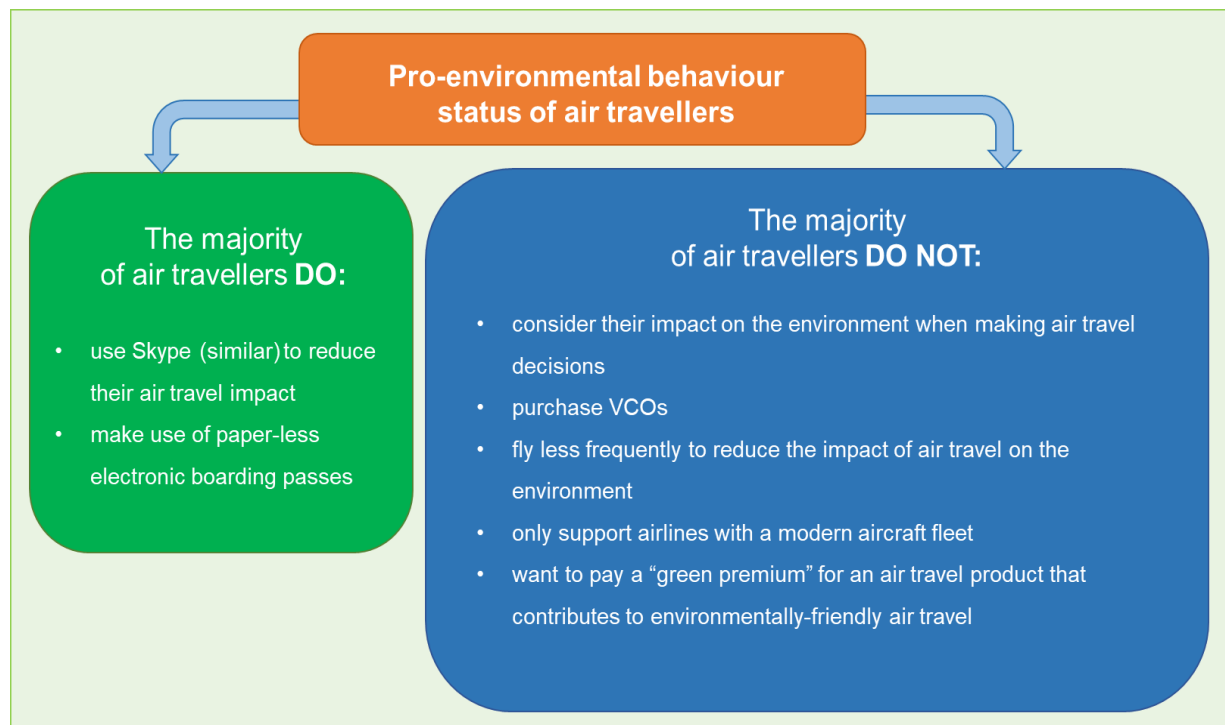 Pro-environmental behaviour
status of air travellers
The majority
of air travellers DO:
• use Skype (similar) to reduce
their air travel impact
• make use of paper-less
electronic boarding passes
The majority
of air travellers DO NOT:
• consider their impact on the environment when making air travel
decisions
• purchase VCOs
• fly less frequently to reduce the impact of air travel on the
environment
• only support airlines with a modern aircraft fleet
• want to pay a “green premium” for an air travel product that
contributes to environmentally-friendly air travel